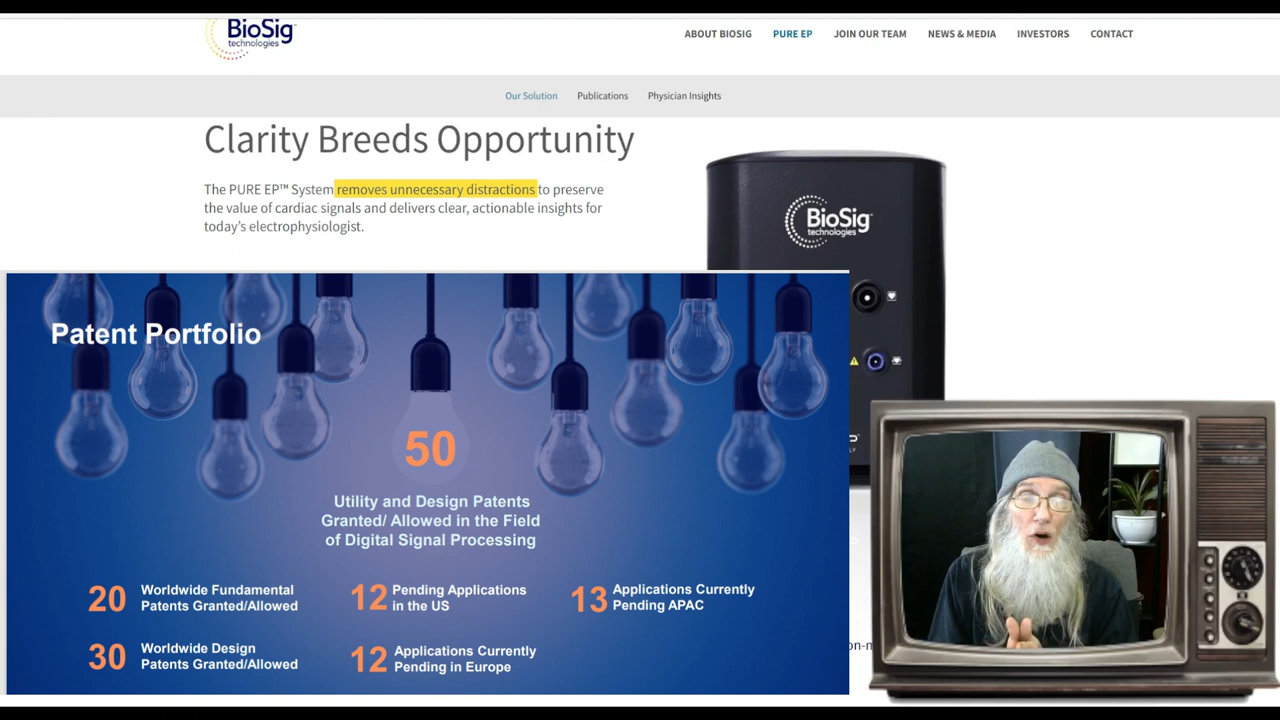 BioSig
technologies
ABOUT BIOSIG PURE EP JOIN OUR TEAM NEWS & MEDIA INVESTORS CONTACT
Our Solution Publications Physician Insights
Clarity Breeds Opportunity
The PURE EP™ System removes unnecessary distractions to preserve
the value of cardiac signals and delivers clear, actionable insights for
today's electrophysiologist.
BioSig
technologies
Patent Portfolio
50
Utility and Design Patents
Granted/ Allowed in the Field
of Digital Signal Processing
20 Worldwide Fundamental
Patents Granted/Allowed
12 Pending Applications
in the US
13 Applications Currently
Pending APAC
30 Worldwide Design
Patents Granted/Allowed
12 Applications Currently
Pending in Europe